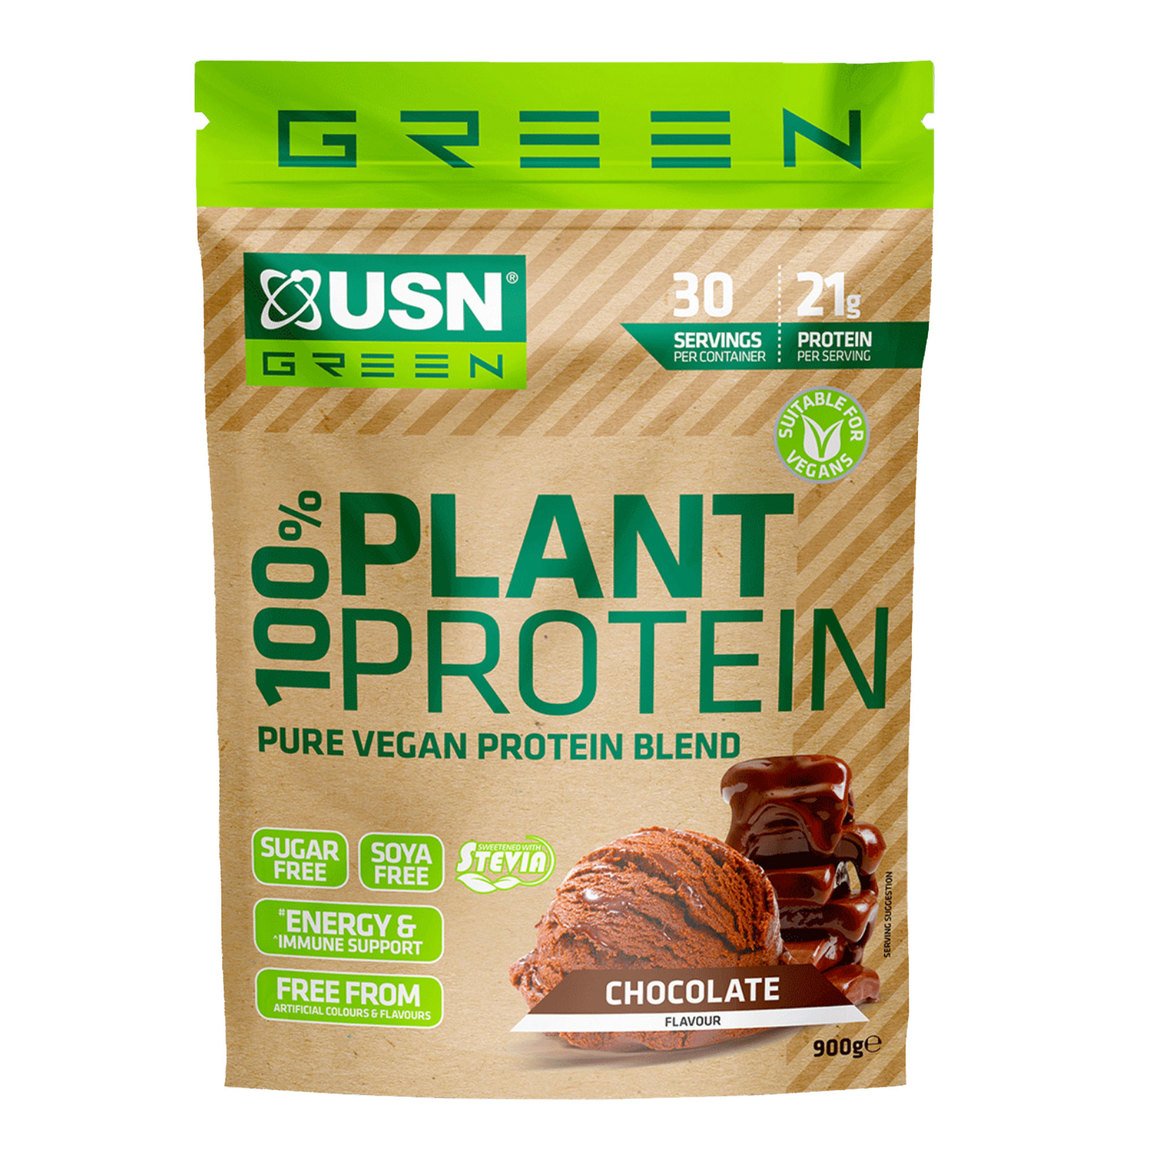 GREEN
USN®
GREEN
30
SERVINGS
PER CONTAINER
21g
PROTEIN
PER SERVING
SUITABLE FOR
VEGANS
100%
PLANT
PROTEIN
PURE VEGAN PROTEIN BLEND
SUGAR
FREE
SOYA
FREE
SWEETENED WITH
STEVIA
#ENERGY &
^IMMUNE SUPPORT
FREE FROM
ARTIFICIAL COLOURS & FLAVOURS
SERVING SUGGESTION
CHOCOLATE
FLAVOUR
900g℮